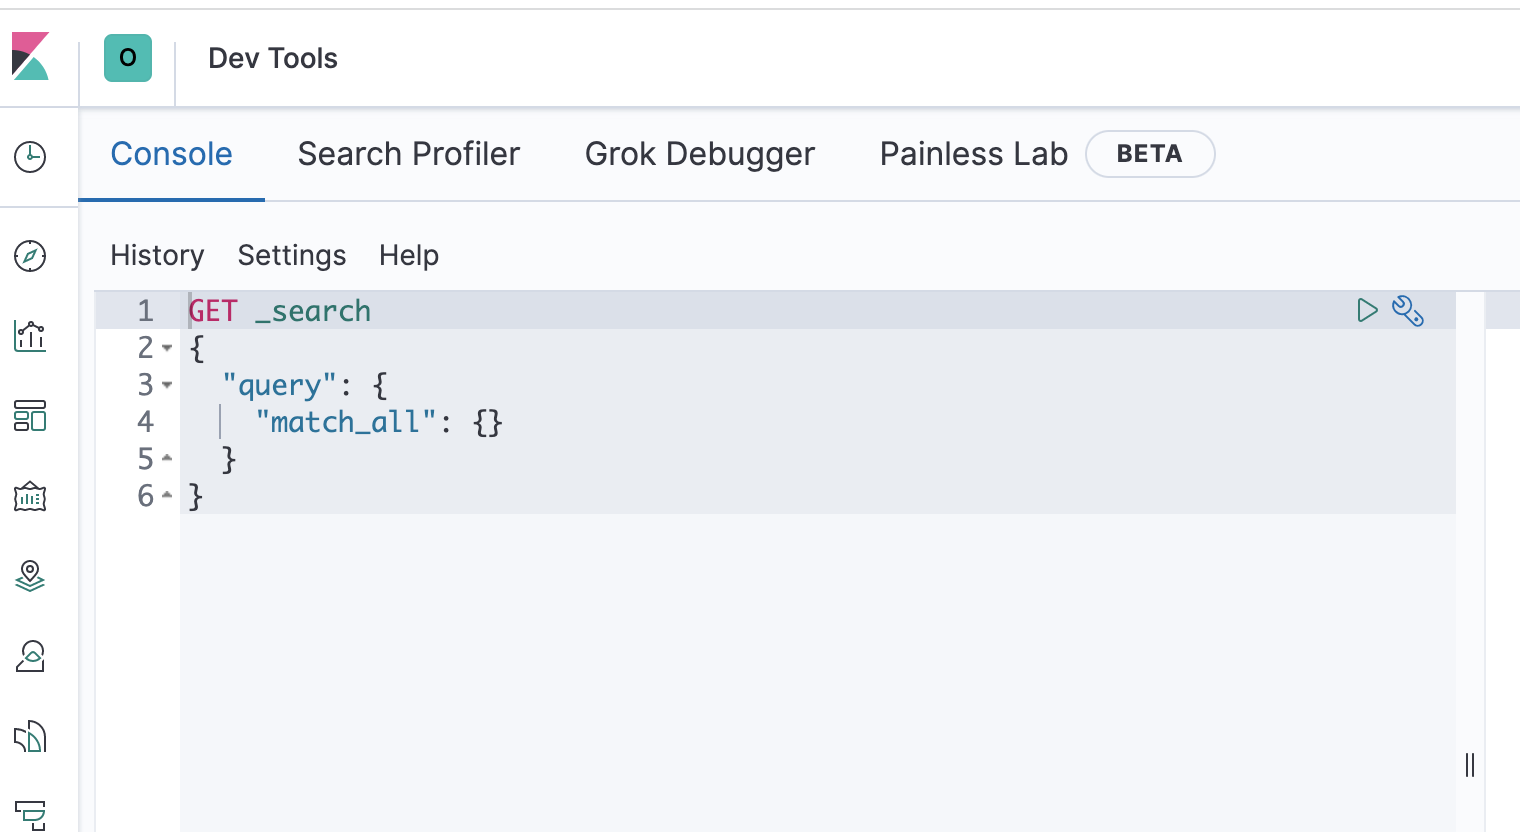 O Dev Tools
Console Search Profiler Grok Debugger Painless Lab BETA
History Settings Help
1 GET _search
2 {
3 "query": {
4 "match_all": {}
5 }
6 }